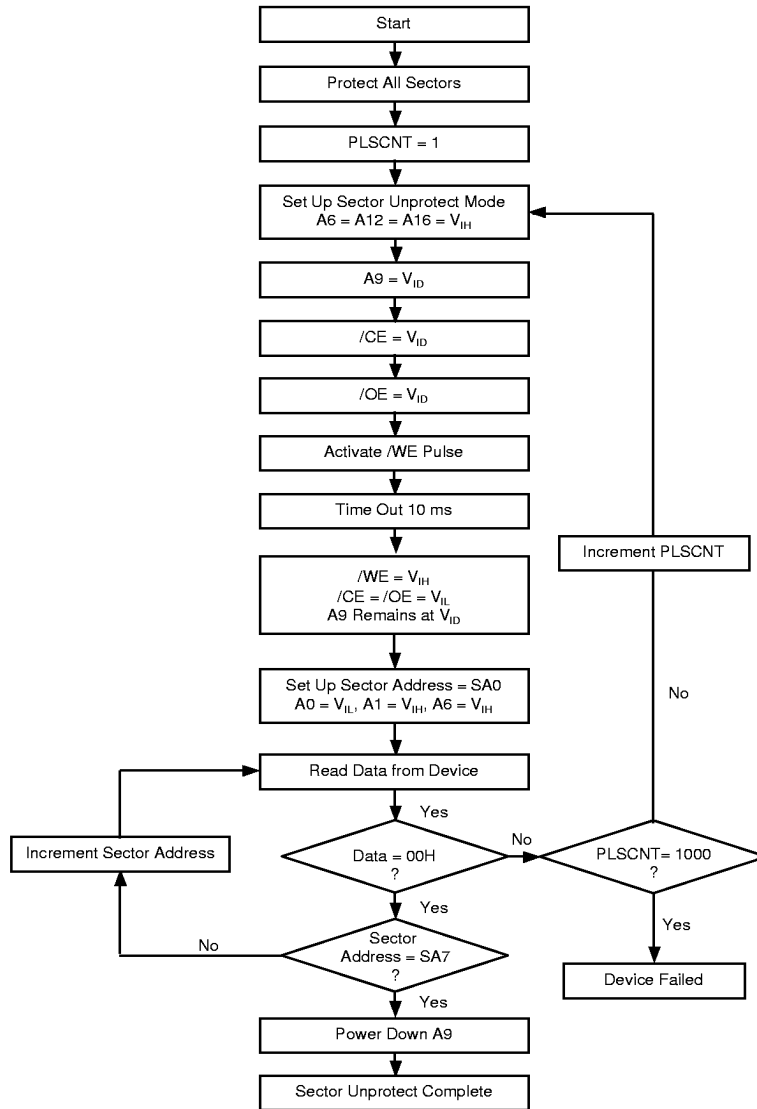 Start
Protect All Sectors
PLSCNT = 1
Set Up Sector Unprotect Mode
A6 = A12 = A16 = VIH
A9 = VID
/CE = VID
/OE = VID
Activate /WE Pulse
Time Out 10 ms
Increment PLSCNT
/WE = VIH
/CE = /OE = VIL
A9 Remains at VID
Set Up Sector Address = SA0
A0 = VIL, A1 = VIH, A6 = VIH
No
Read Data from Device
Yes
No
Increment Sector Address
Data = 00H
?
PLSCNT= 1000
?
Yes
Yes
No
Sector
Address = SA7
?
Device Failed
Yes
Power Down A9
Sector Unprotect Complete